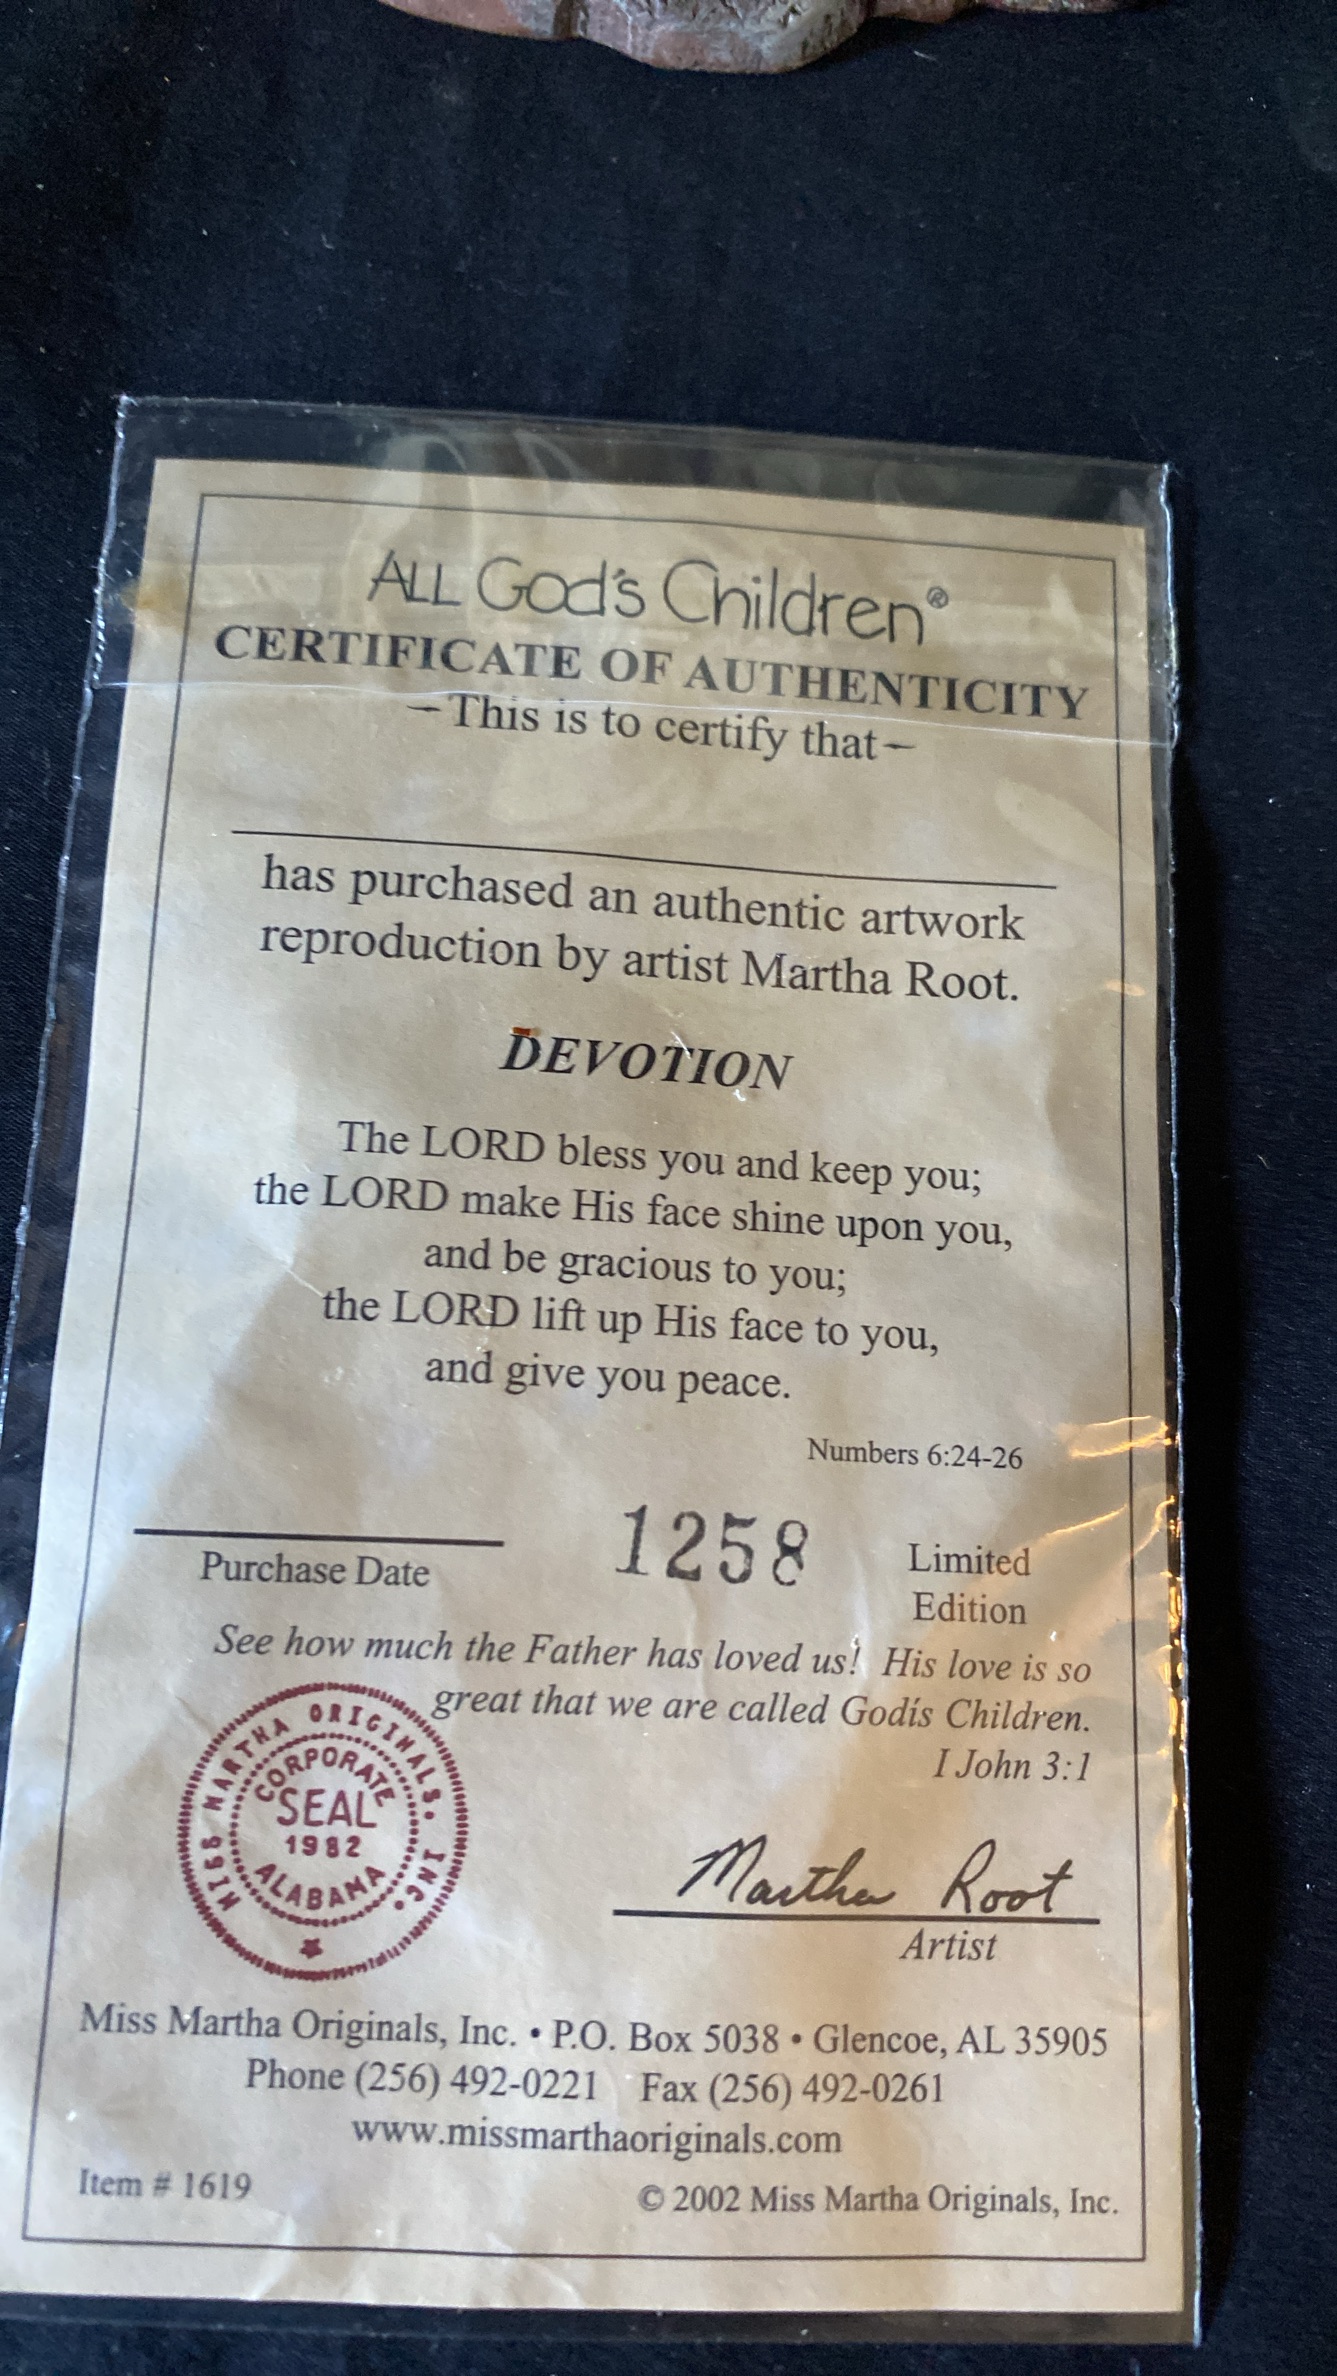 ALL God's Children®
CERTIFICATE OF AUTHENTICITY
–This is to certify that–
has purchased an authentic artwork
reproduction by artist Martha Root.
DEVOTION
The LORD bless you and keep you;
the LORD make His face shine upon you,
and be gracious to you;
the LORD lift up His face to you,
and give you peace.
Numbers 6:24-26
1258
Limited
Edition
Purchase Date
See how much the Father has loved us! His love is so
great that we are called Godís Children.
I John 3:1
MISS MARTHA ORIGINALS, INC.
CORPORATE
SEAL
1982
ALABAMA
Martha Root
Artist
Miss Martha Originals, Inc. • P.O. Box 5038 • Glencoe, AL 35905
Phone (256) 492-0221 Fax (256) 492-0261
www.missmarthaoriginals.com
Item # 1619
© 2002 Miss Martha Originals, Inc.